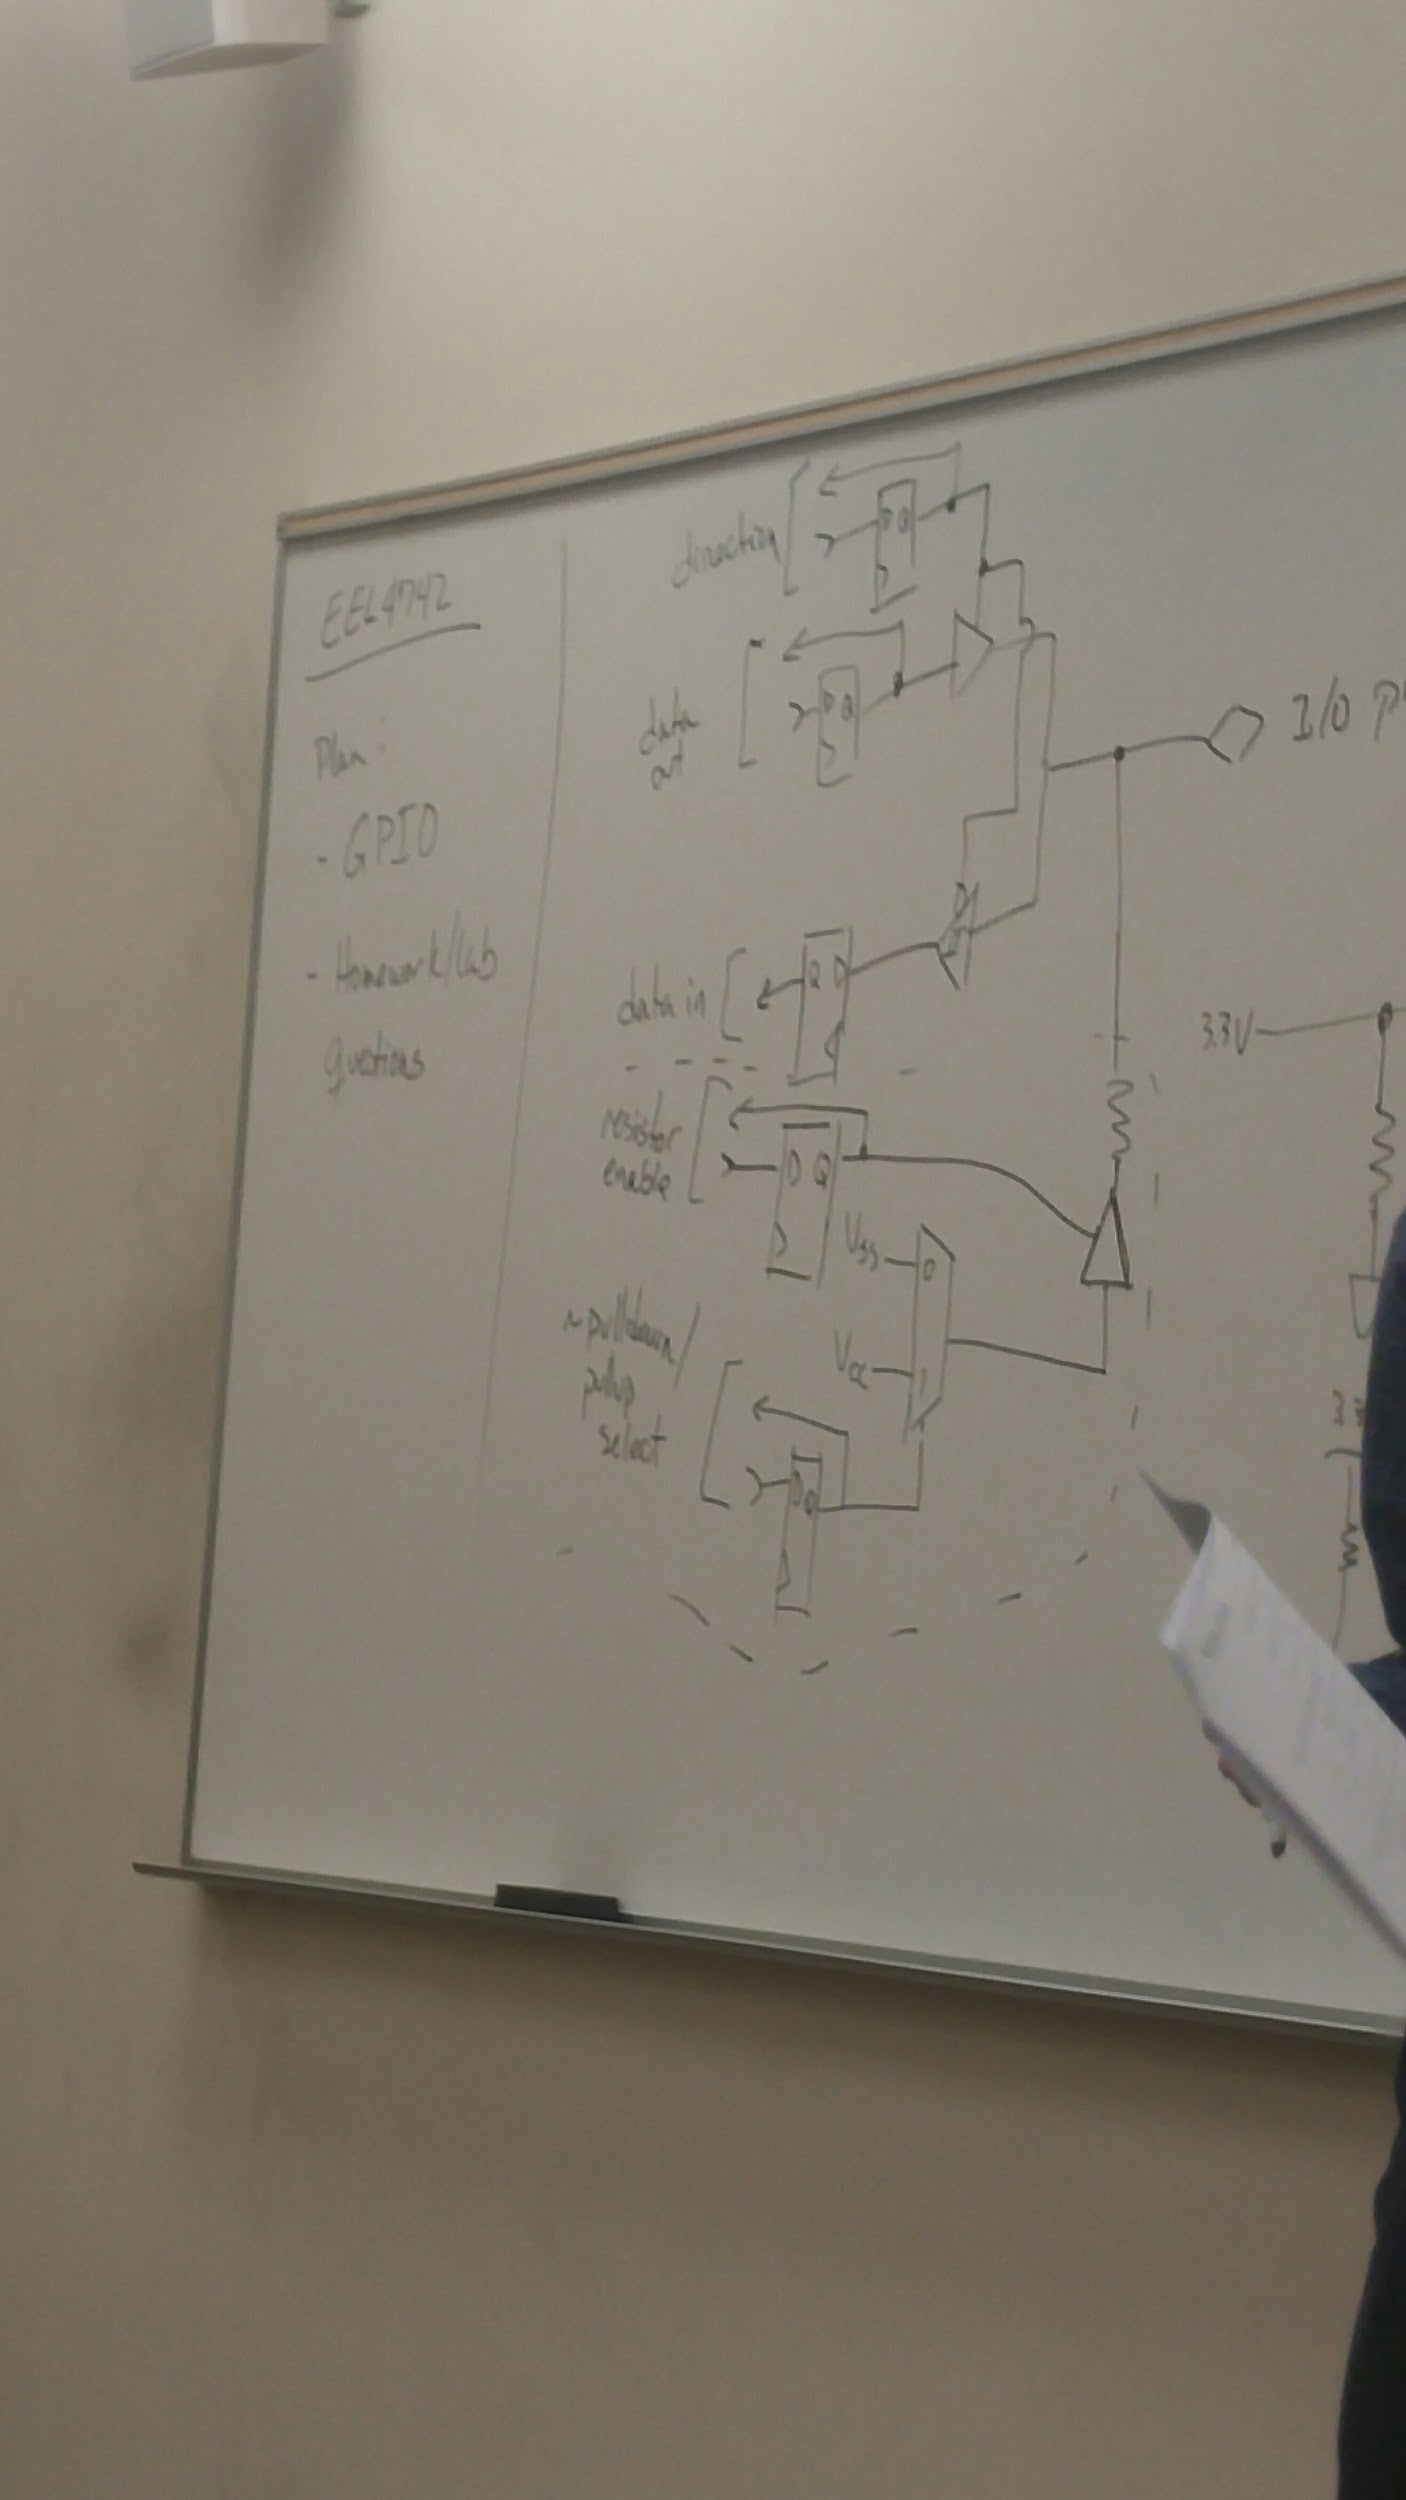 EEL4742
Plan:
- GPIO
- Homework/Lab
questions
direction
D Q
data
out
D Q
I/O P
data in
Q D
3.3V
resistor
enable
D Q
Vss
0
~pulldown/
pullup
select
Vcc
1
D Q